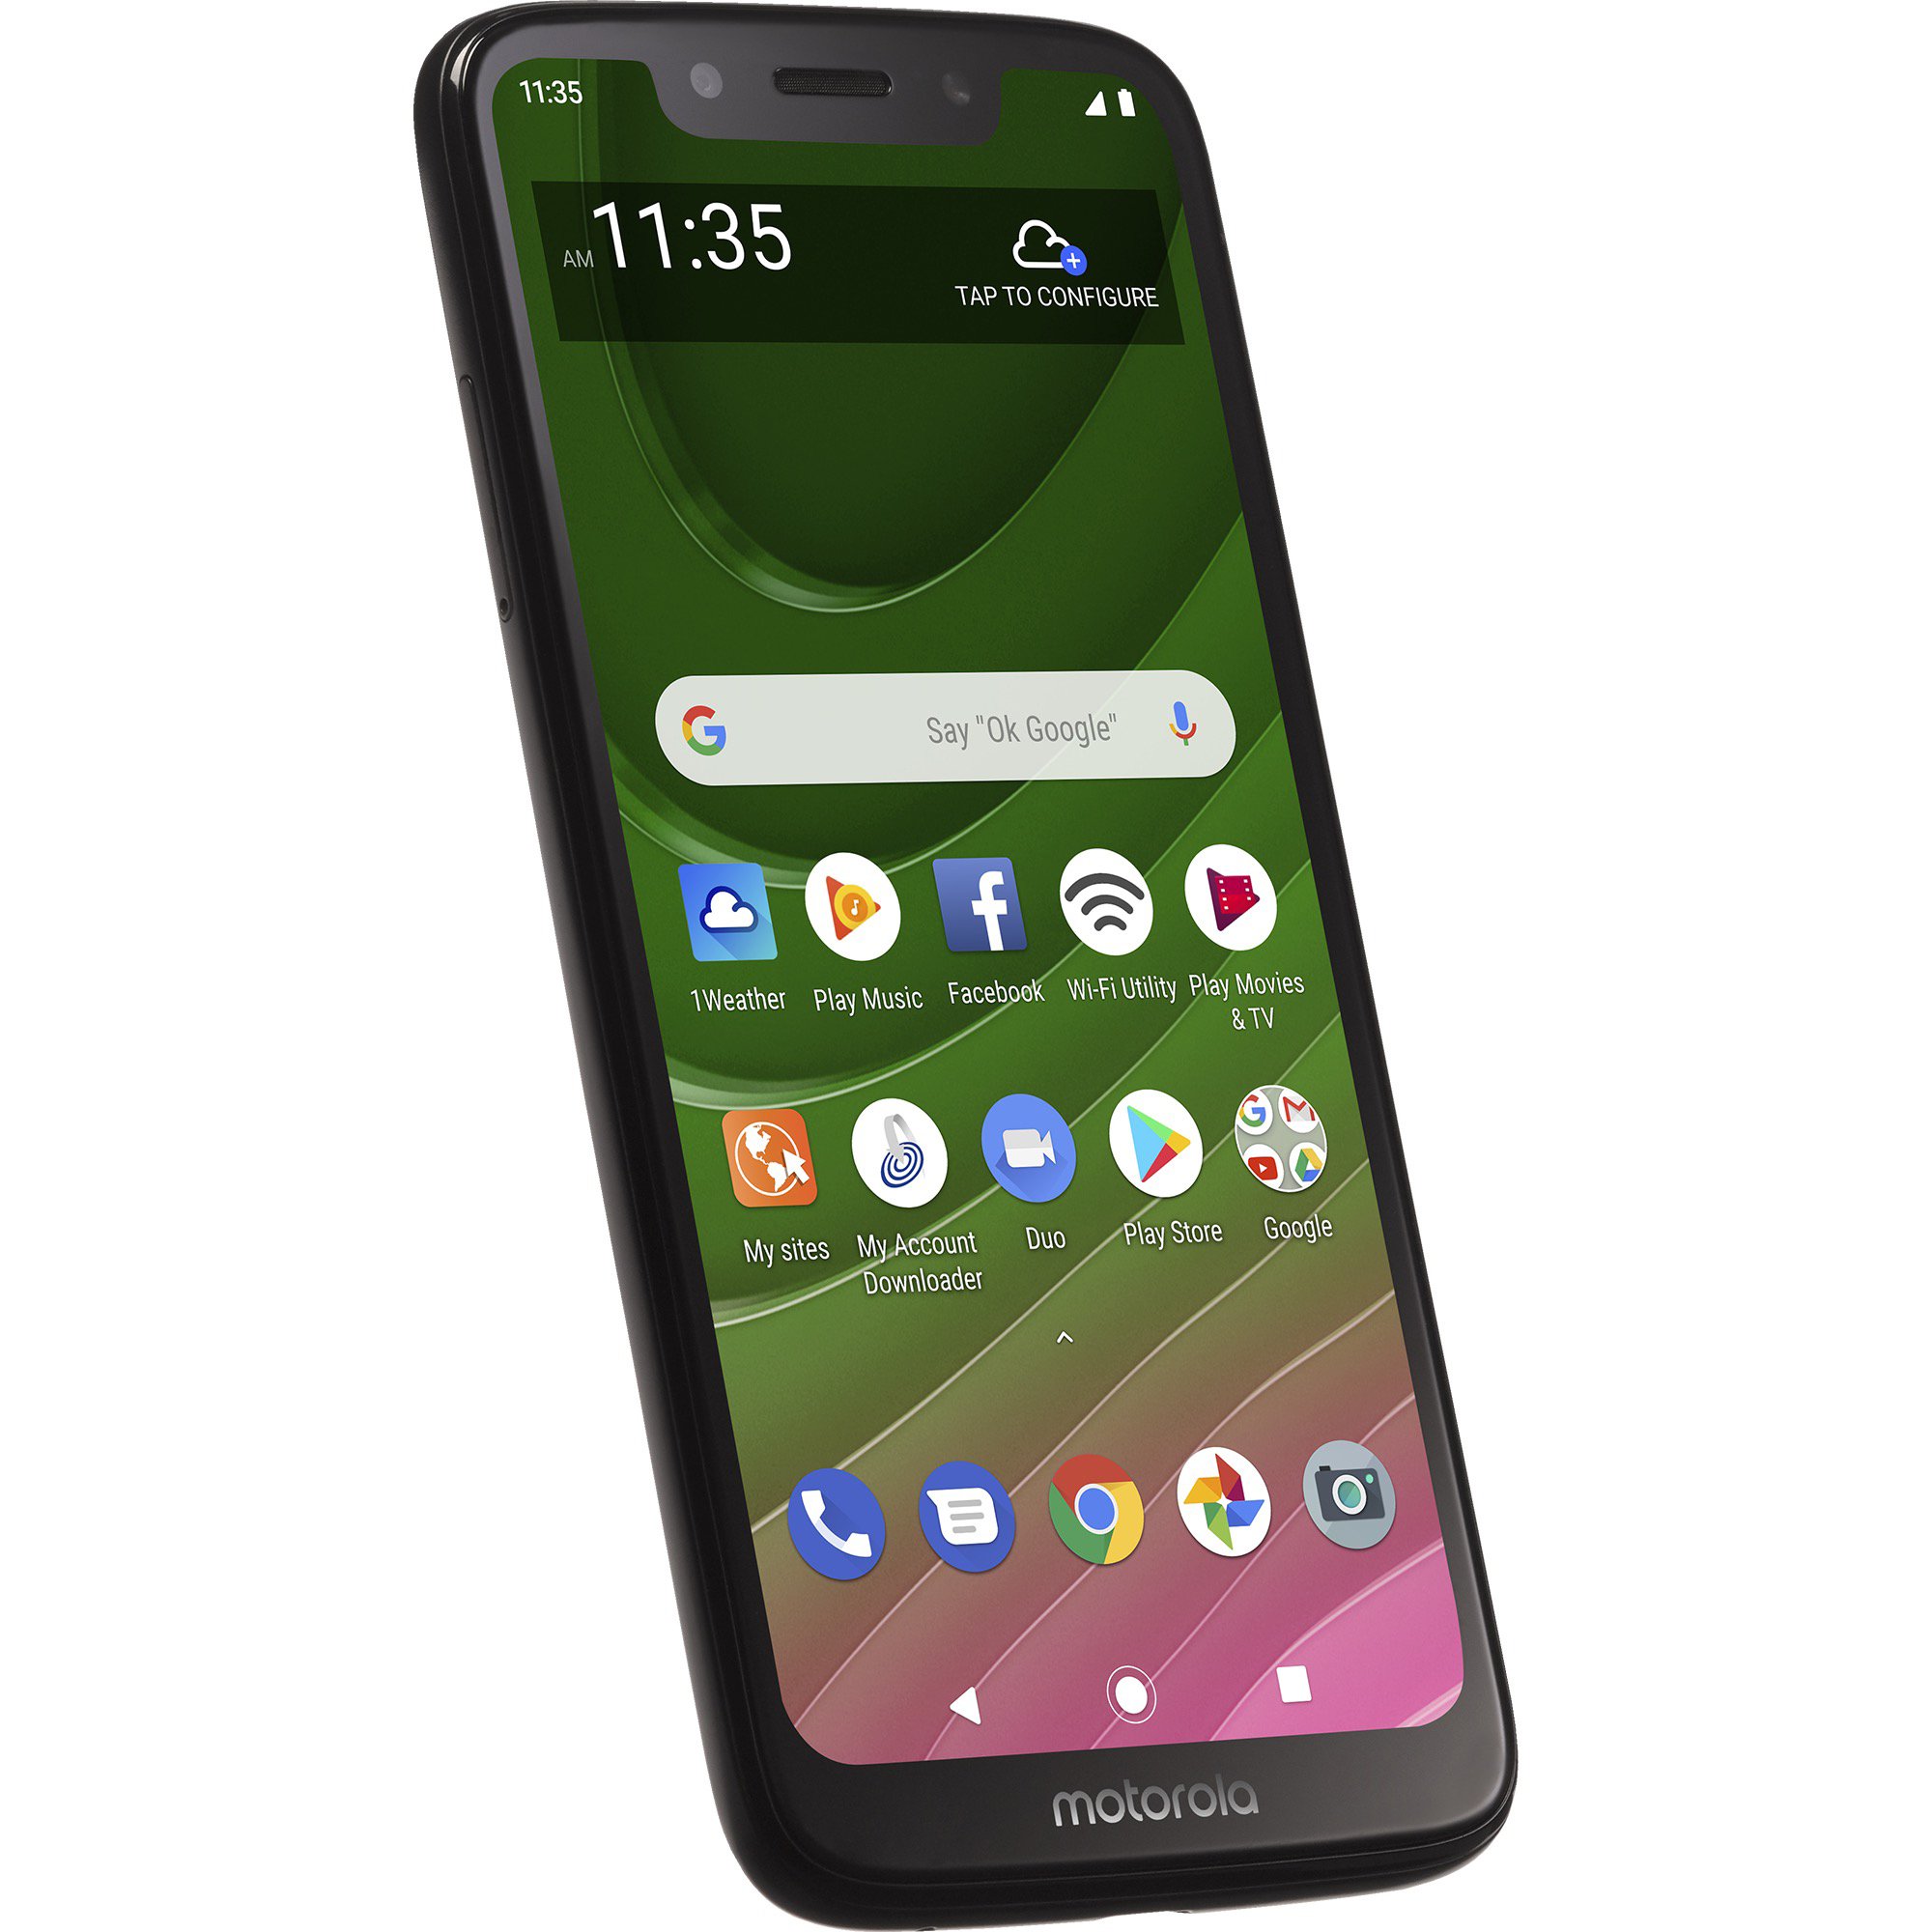 11:35
AM 11:35
TAP TO CONFIGURE
Say "Ok Google"
1Weather
Play Music
Facebook
Wi-Fi Utility
Play Movies
& TV
My sites
My Account
Downloader
Duo
Play Store
Google
motorola